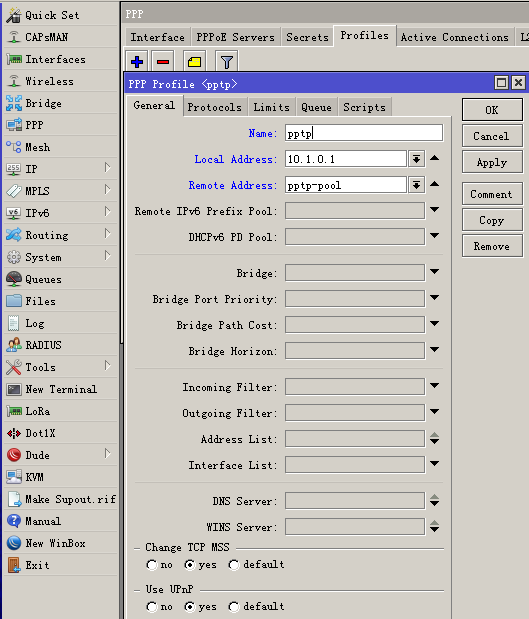 Quick Set
CAPsMAN
Interfaces
Wireless
Bridge
PPP
Mesh
IP
MPLS
IPv6
Routing
System
Queues
Files
Log
RADIUS
Tools
New Terminal
LoRa
Dot1X
Dude
KVM
Make Supout.rif
Manual
New WinBox
Exit
PPP
Interface PPPoE Servers Secrets Profiles Active Connections L2
PPP Profile <pptp>
General Protocols Limits Queue Scripts
Name: pptp
Local Address: 10.1.0.1
Remote Address: pptp-pool
Remote IPv6 Prefix Pool:
DHCPv6 PD Pool:
Bridge:
Bridge Port Priority:
Bridge Path Cost:
Bridge Horizon:
Incoming Filter:
Outgoing Filter:
Address List:
Interface List:
DNS Server:
WINS Server:
Change TCP MSS
no yes default
Use UPnP
no yes default
OK
Cancel
Apply
Comment
Copy
Remove